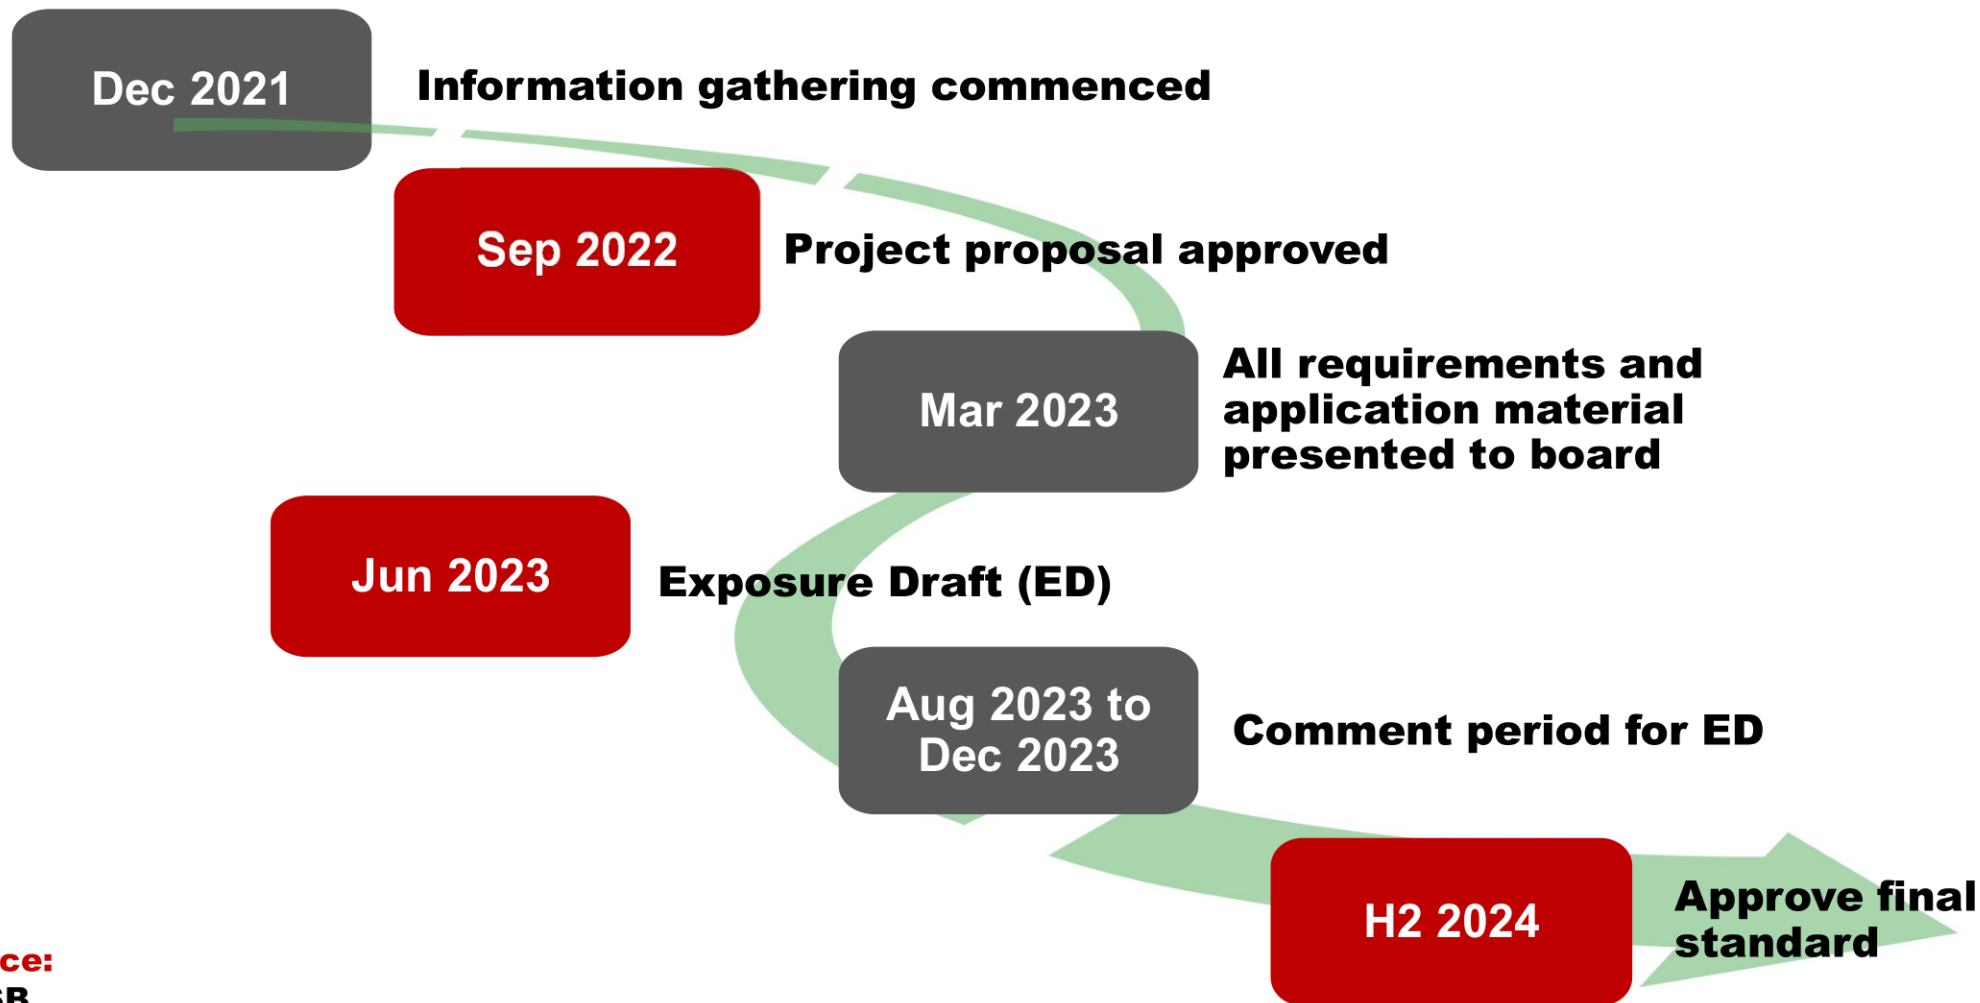 Dec 2021
Information gathering commenced
Sep 2022
Project proposal approved
Mar 2023
All requirements and
application material
presented to board
Jun 2023
Exposure Draft (ED)
Aug 2023 to
Dec 2023
Comment period for ED
H2 2024
Approve final
standard
ce: